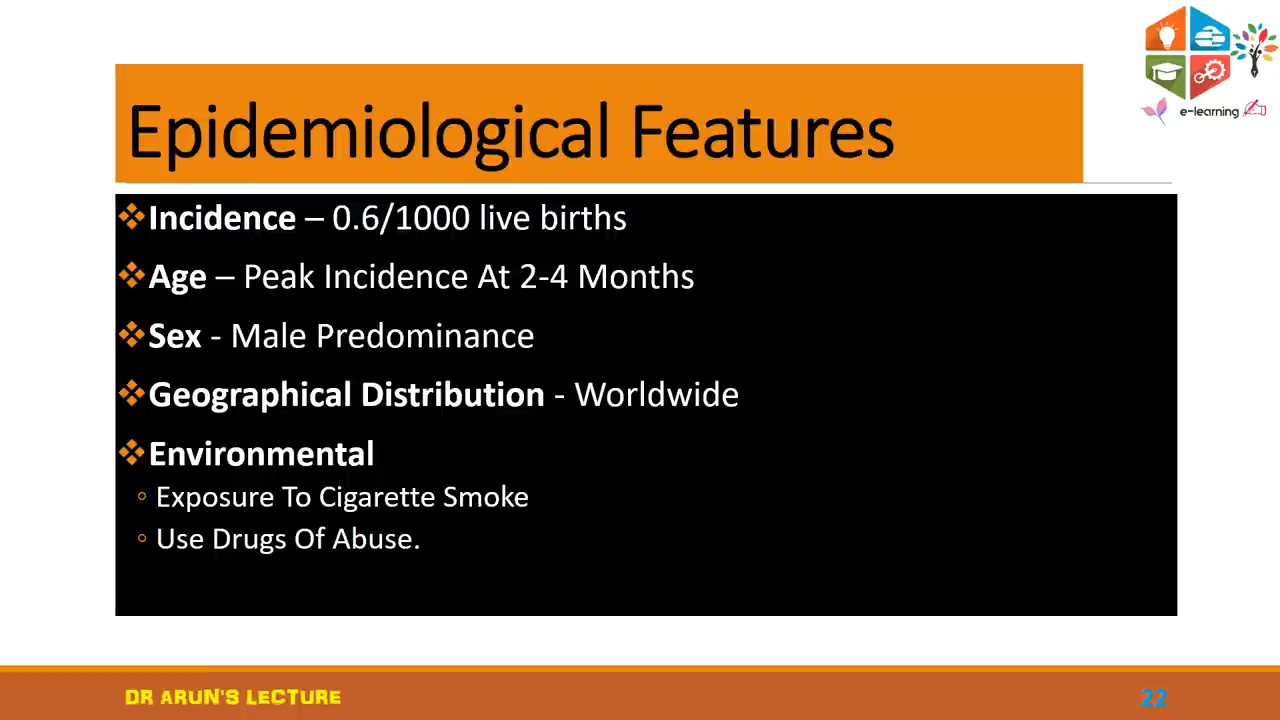 e-learning
Epidemiological Features
❖Incidence – 0.6/1000 live births
❖Age – Peak Incidence At 2-4 Months
❖Sex - Male Predominance
❖Geographical Distribution - Worldwide
❖Environmental
◦ Exposure To Cigarette Smoke
◦ Use Drugs Of Abuse.
DR ARUN'S LECTURE
22